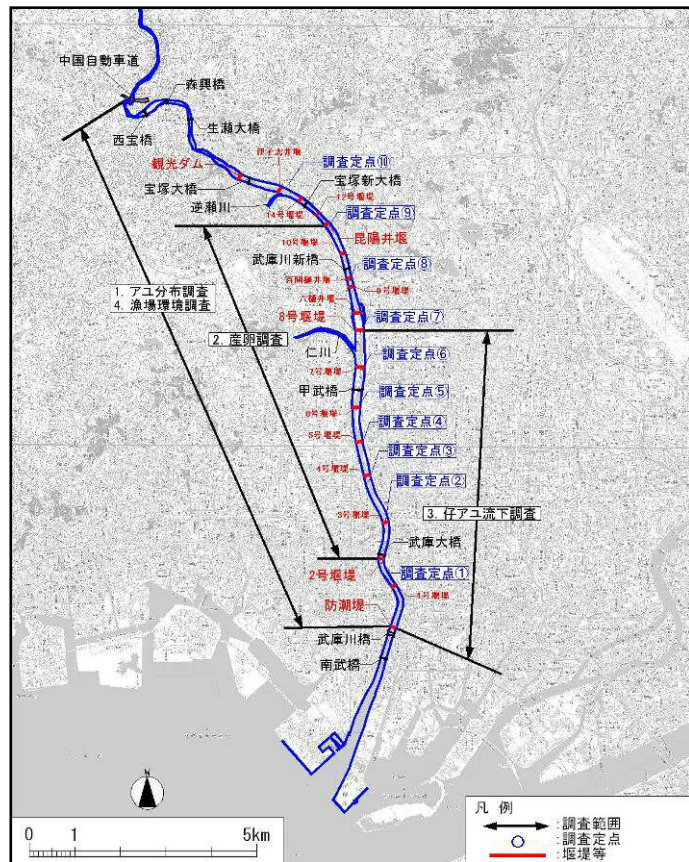 中国自動車道
森興橋
西宝橋
生瀬大橋
観光ダム
宝塚大橋
調査定点⑩
宝塚新大橋
逆瀬川
12号堰堤
14号堰堤
調査定点⑨
10号堰堤
昆陽井堰
武庫川新橋
調査定点⑧
百間樋井堰
9号堰堤
六樋井堰
調査定点⑦
8号堰堤
1. アユ分布調査
4. 漁場環境調査
2. 産卵調査
仁川
調査定点⑥
7号堰堤
甲武橋
調査定点⑤
6号堰堤
調査定点④
5号堰堤
調査定点③
4号堰堤
調査定点②
3号堰堤
3. 仔アユ流下調査
武庫大橋
2号堰堤
調査定点①
1号堰堤
防潮堤
武庫川橋
南武橋
N
0 1 5km
凡 例
:調査範囲
:調査定点
:堰堤等